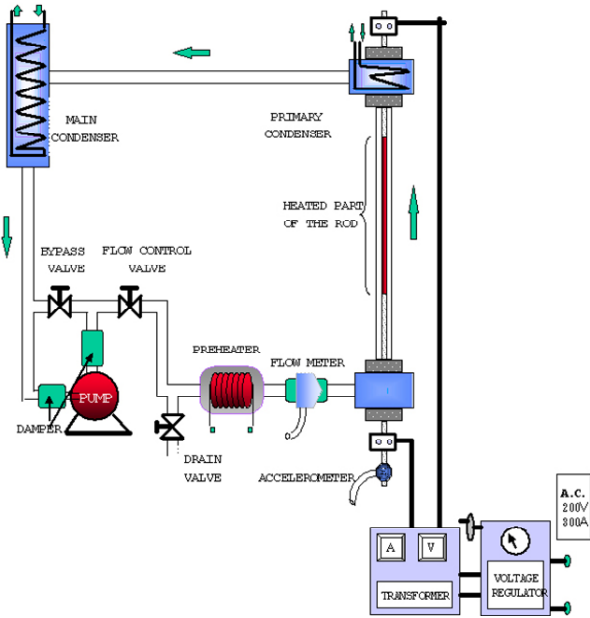 MAIN
CONDENSER
PRIMARY
CONDENSER
HEATED PART
OF THE ROD
BYPASS
VALVE
FLOW CONTROL
VALVE
PREHEATER
FLOW METER
PUMP
DAMPER
DRAIN
VALVE
ACCELEROMETER
A.C.
200V
300A
A
V
TRANSFORMER
VOLTAGE
REGULATOR